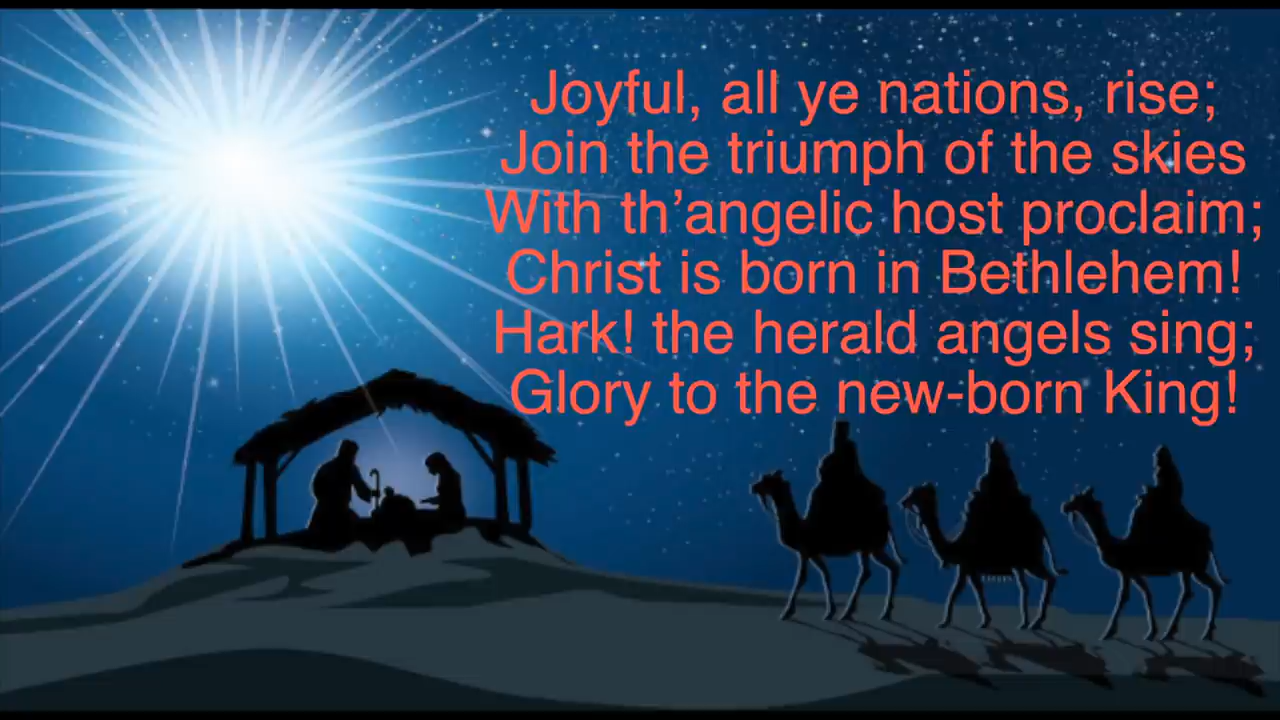 Joyful, all ye nations, rise;
Join the triumph of the skies
With th’angelic host proclaim;
Christ is born in Bethlehem!
Hark! the herald angels sing;
Glory to the new-born King!